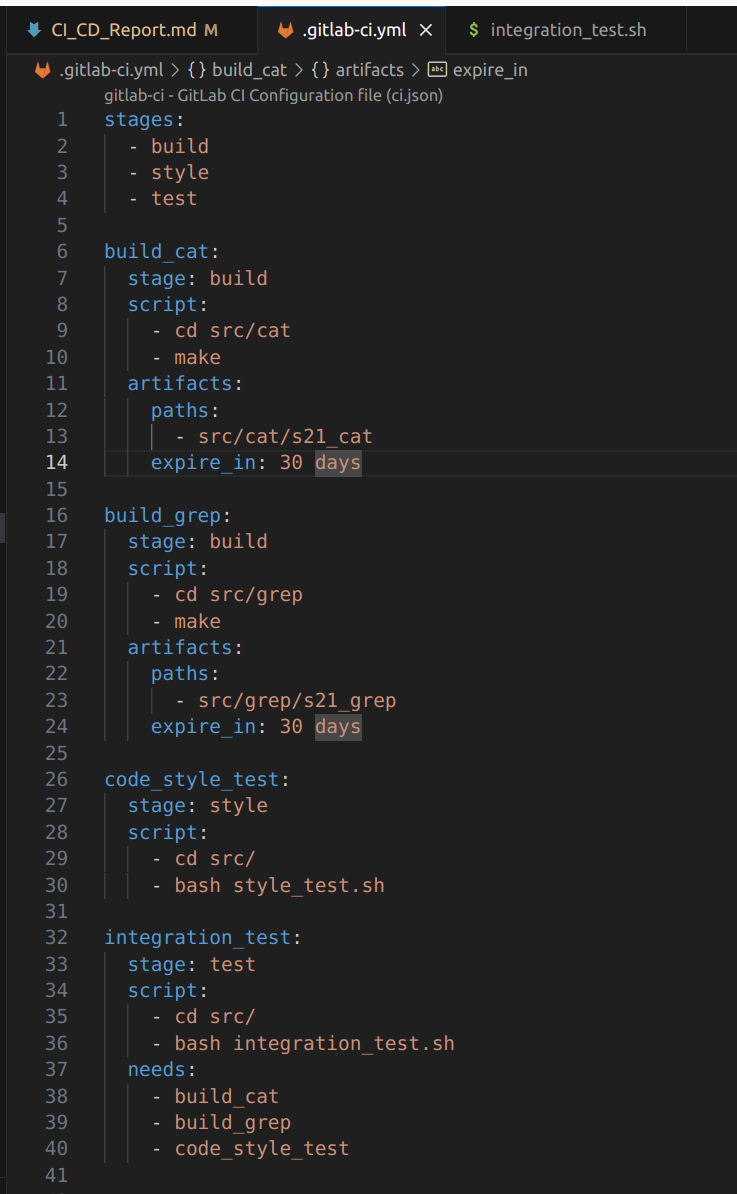 CI_CD_Report.md M
.gitlab-ci.yml ×
$ integration_test.sh
.gitlab-ci.yml > {} build_cat > {} artifacts > abc expire_in
gitlab-ci - GitLab CI Configuration file (ci.json)
1 stages:
2   - build
3   - style
4   - test
5
6 build_cat:
7   stage: build
8   script:
9     - cd src/cat
10     - make
11   artifacts:
12     paths:
13       - src/cat/s21_cat
14     expire_in: 30 days
15
16 build_grep:
17   stage: build
18   script:
19     - cd src/grep
20     - make
21   artifacts:
22     paths:
23       - src/grep/s21_grep
24     expire_in: 30 days
25
26 code_style_test:
27   stage: style
28   script:
29     - cd src/
30     - bash style_test.sh
31
32 integration_test:
33   stage: test
34   script:
35     - cd src/
36     - bash integration_test.sh
37   needs:
38     - build_cat
39     - build_grep
40     - code_style_test
41